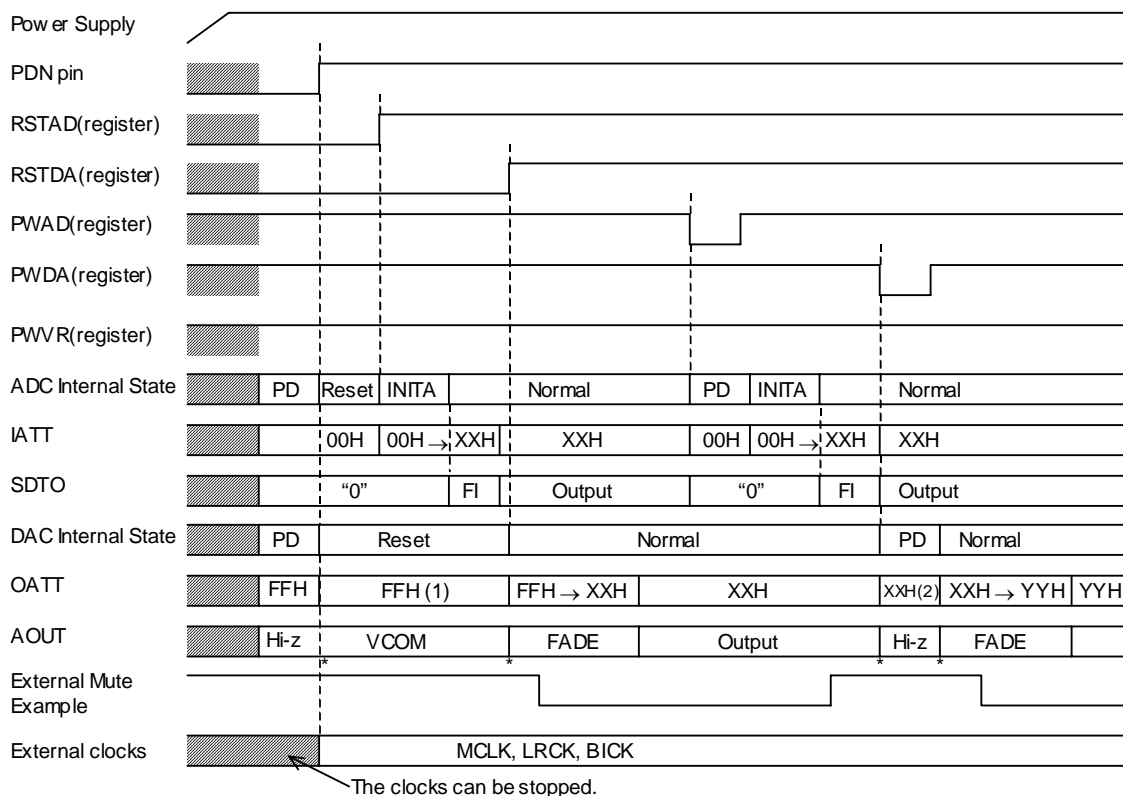 Power Supply
PDN pin
RSTAD(register)
RSTDA(register)
PWAD(register)
PWDA(register)
PWVR(register)
ADC Internal State PD Reset INITA Normal PD INITA Normal
IATT 00H 00H → XXH XXH 00H 00H → XXH XXH
SDTO “0” FI Output “0” FI Output
DAC Internal State PD Reset Normal PD Normal
OATT FFH FFH (1) FFH → XXH XXH XXH(2) XXH → YYH YYH
AOUT Hi-z VCOM FADE Output Hi-z FADE
* * * *
External Mute
Example
External clocks MCLK, LRCK, BICK
The clocks can be stopped.